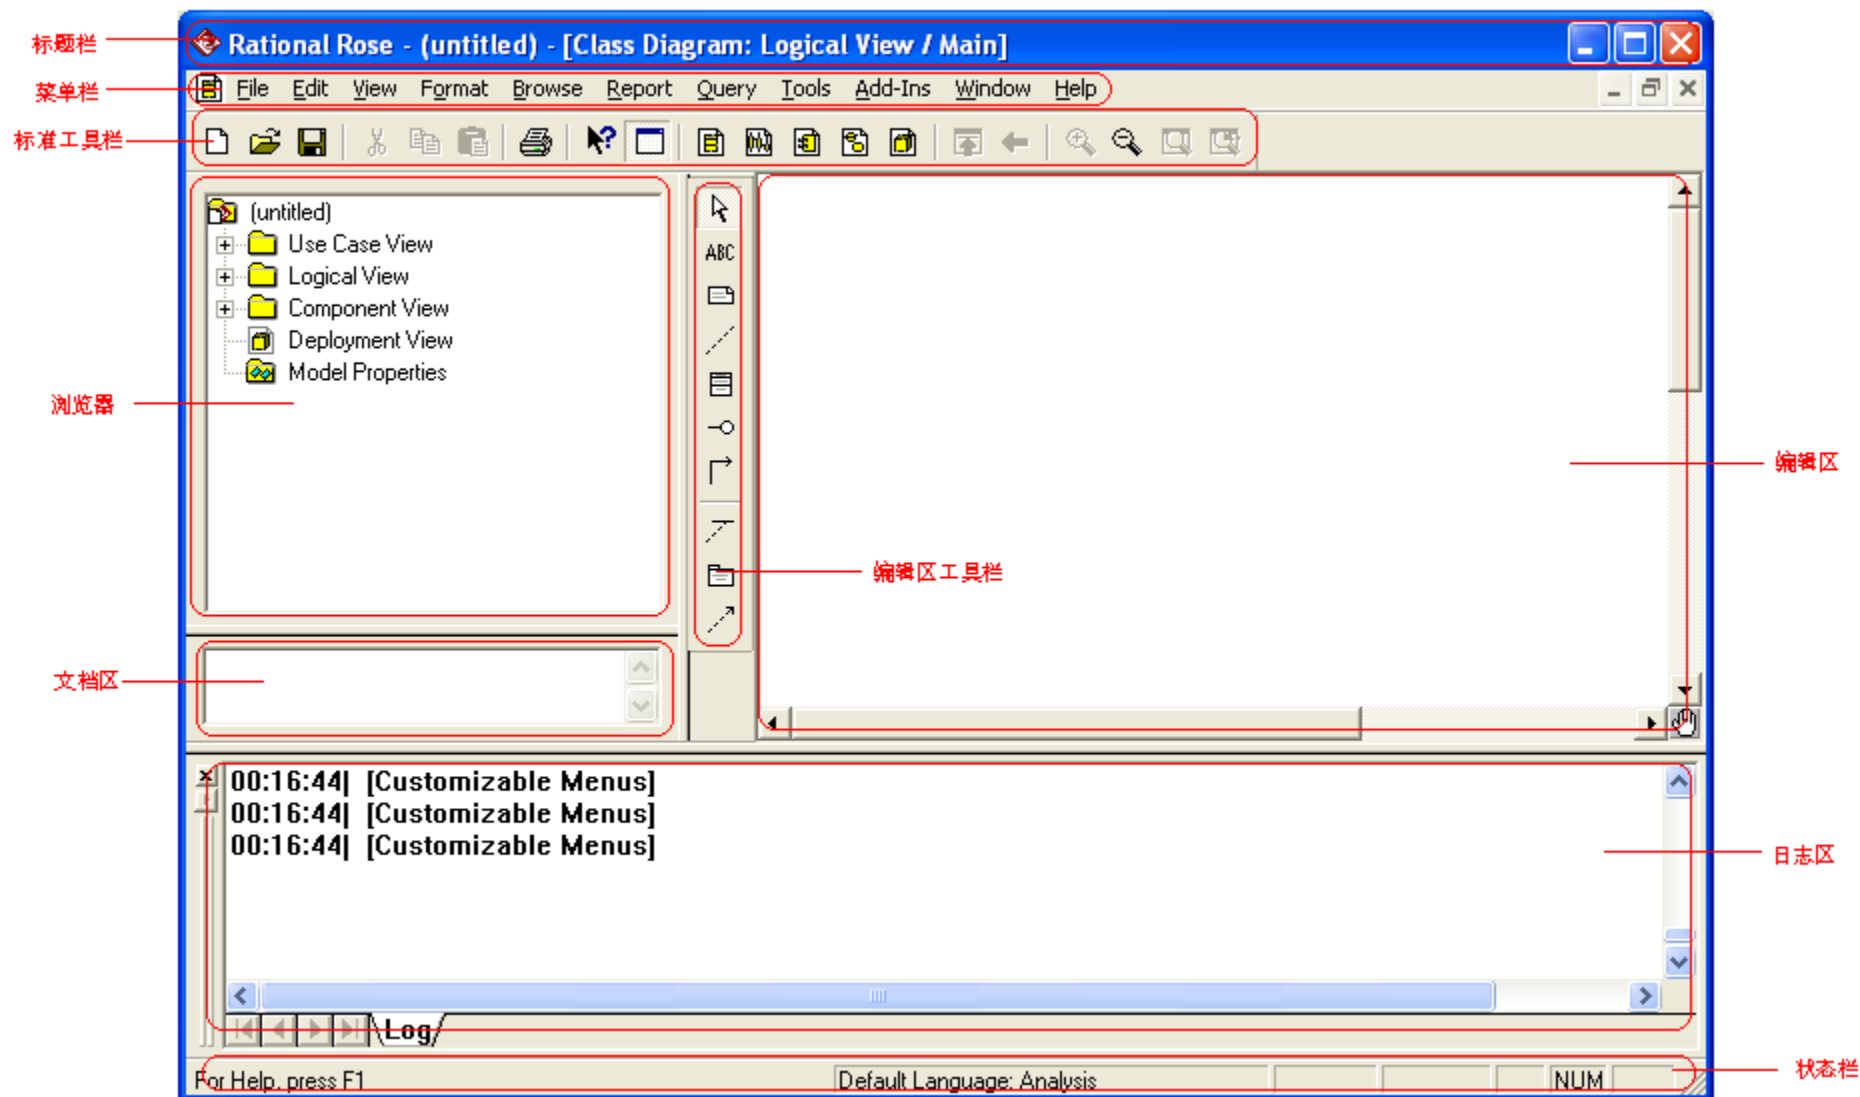 标题栏
Rational Rose - (untitled) - [Class Diagram: Logical View / Main]
菜单栏
File Edit View Format Browse Report Query Tools Add-Ins Window Help
标准工具栏
(untitled)
Use Case View
Logical View
Component View
Deployment View
Model Properties
浏览器
ABC
编辑区
编辑区工具栏
文档区
00:16:44| [Customizable Menus]
00:16:44| [Customizable Menus]
00:16:44| [Customizable Menus]
日志区
Log
状态栏
For Help, press F1
Default Language: Analysis
NUM